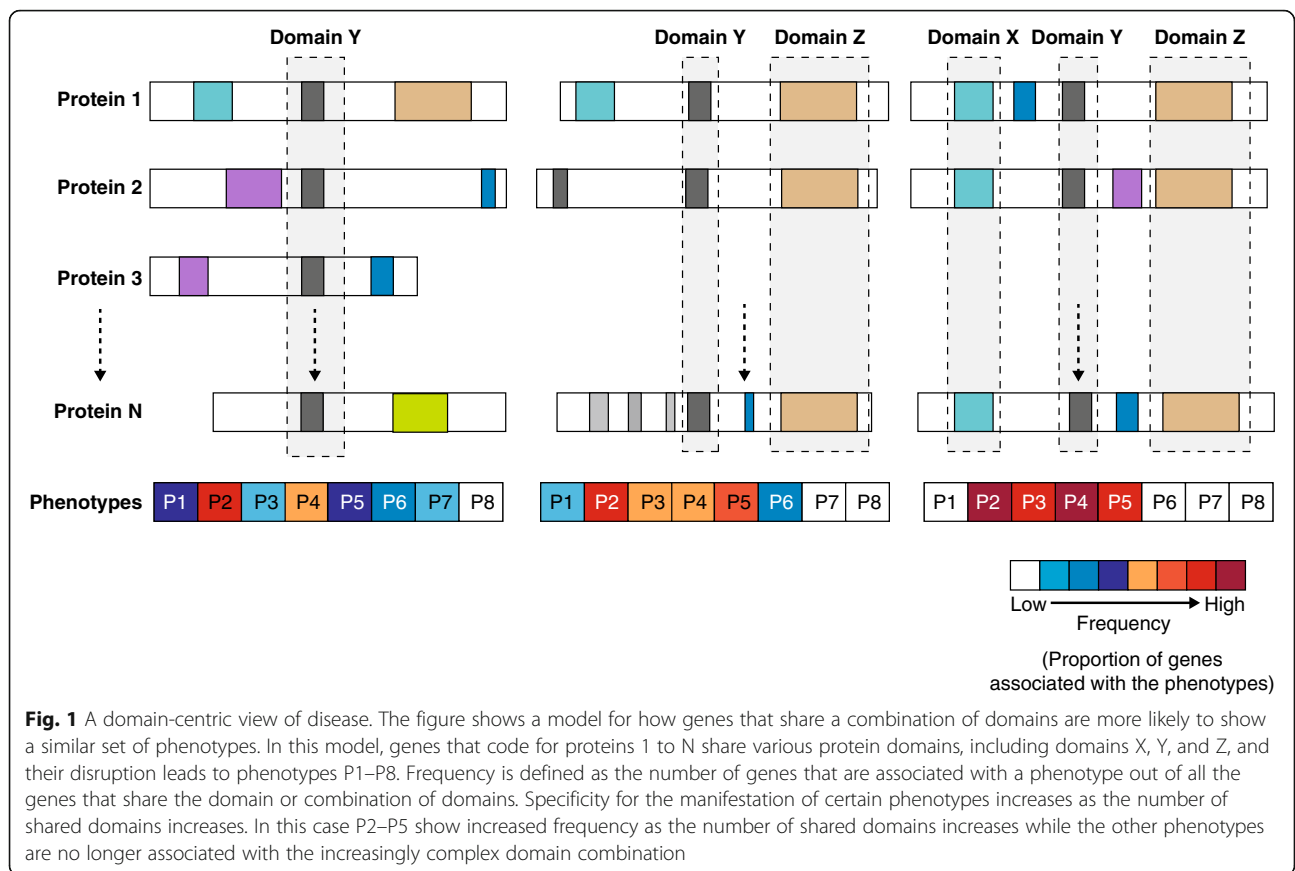 Domain Y Domain Y Domain Z Domain X Domain Y Domain Z
Protein 1
Protein 2
Protein 3
Protein N
Phenotypes P1 P2 P3 P4 P5 P6 P7 P8 P1 P2 P3 P4 P5 P6 P7 P8 P1 P2 P3 P4 P5 P6 P7 P8
Low High
Frequency
(Proportion of genes
associated with the phenotypes)
Fig. 1 A domain-centric view of disease. The figure shows a model for how genes that share a combination of domains are more likely to show
a similar set of phenotypes. In this model, genes that code for proteins 1 to N share various protein domains, including domains X, Y, and Z, and
their disruption leads to phenotypes P1–P8. Frequency is defined as the number of genes that are associated with a phenotype out of all the
genes that share the domain or combination of domains. Specificity for the manifestation of certain phenotypes increases as the number of
shared domains increases. In this case P2–P5 show increased frequency as the number of shared domains increases while the other phenotypes
are no longer associated with the increasingly complex domain combination